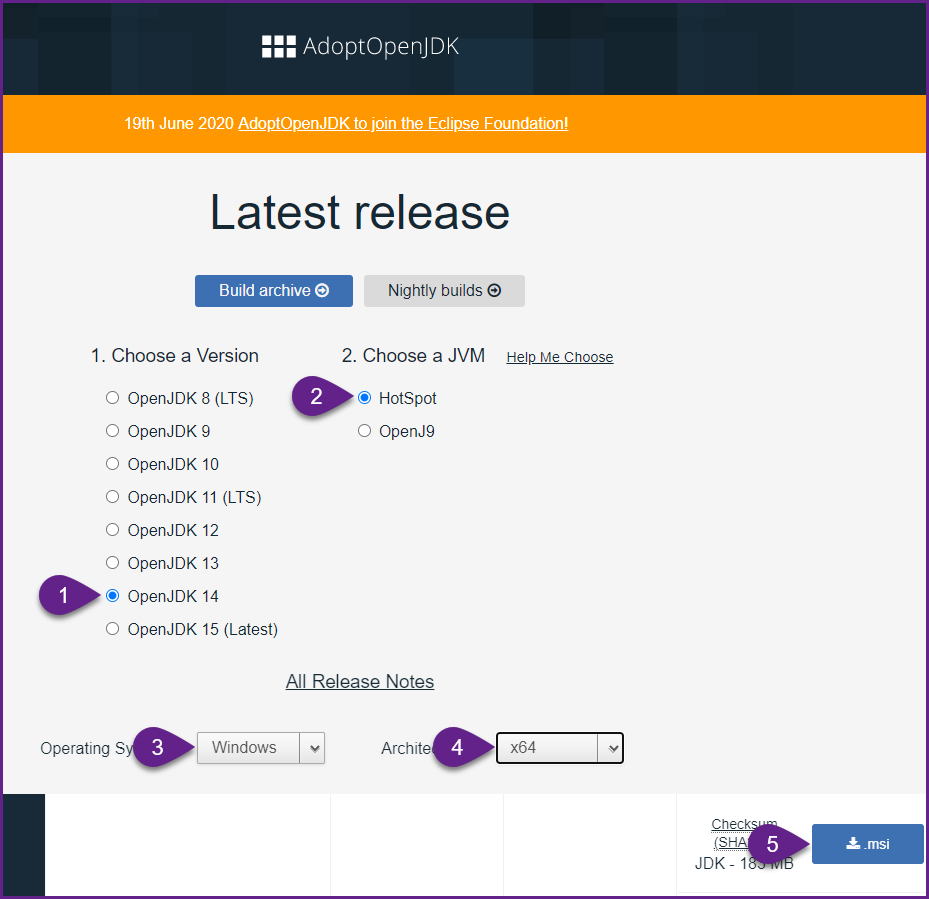 AdoptOpenJDK
19th June 2020 AdoptOpenJDK to join the Eclipse Foundation!
Latest release
Build archive
Nightly builds
1. Choose a Version
OpenJDK 8 (LTS)
OpenJDK 9
OpenJDK 10
OpenJDK 11 (LTS)
OpenJDK 12
OpenJDK 13
1
OpenJDK 14
OpenJDK 15 (Latest)
2. Choose a JVM
Help Me Choose
2
HotSpot
OpenJ9
All Release Notes
Operating Sy
3
Windows
Archite
4
x64
Checksum
(SHA
JDK - 185 MB
5
.msi